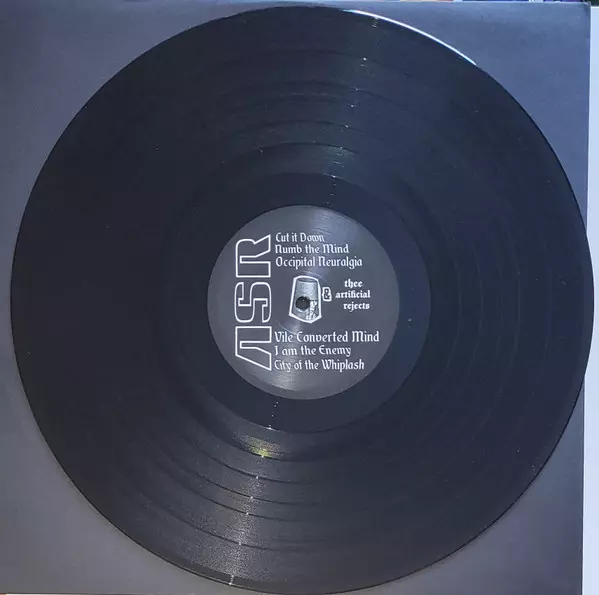 ASR
Cut it Down
Numb the Mind
Occipital Neuralgia
&
thee
artificial
rejects
Vile Converted Mind
I am the Enemy
City of the Whiplash